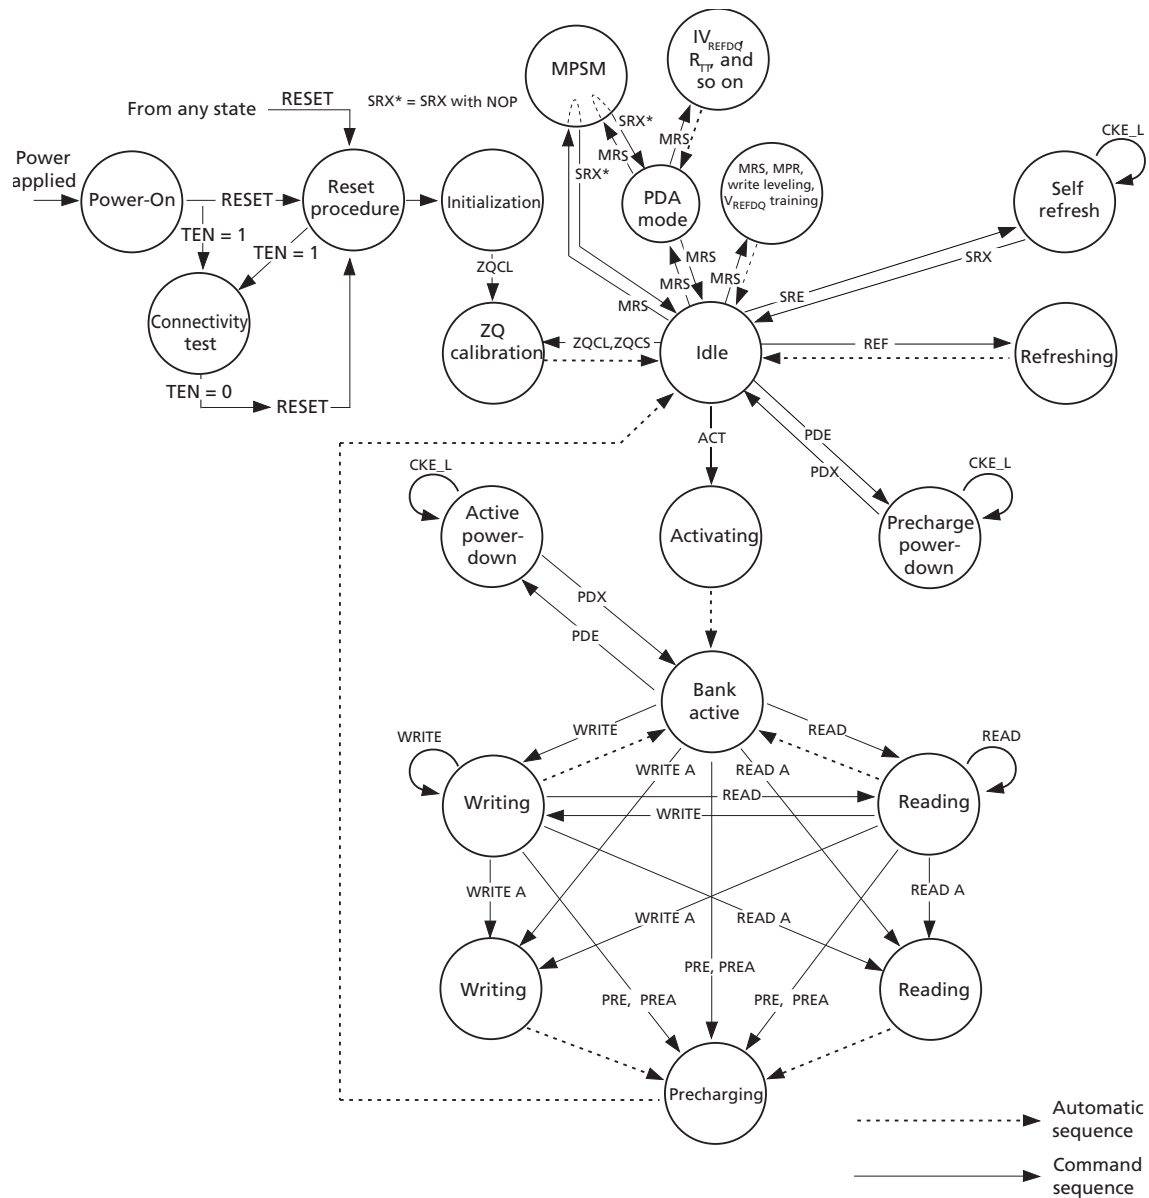 MPSM
IVREFDQ,
RTT, and
so on
From any state
RESET
SRX* = SRX with NOP
SRX*
MRS
MRS
SRX*
CKE_L
Power
applied
Power-On
RESET
Reset
procedure
Initialization
PDA
mode
MRS, MPR,
write leveling,
VREFDQ training
Self
refresh
TEN = 1
TEN = 1
ZQCL
MRS
MRS
MRS
MRS
SRE
SRX
Connectivity
test
ZQ
calibration
ZQCL,ZQCS
Idle
REF
Refreshing
TEN = 0
RESET
ACT
PDE
PDX
CKE_L
CKE_L
Active
power-
down
Activating
Precharge
power-
down
PDX
PDE
Bank
active
WRITE
READ
WRITE
READ
WRITE A
READ A
Writing
READ
WRITE
Reading
WRITE A
READ A
WRITE A
READ A
PRE, PREA
Writing
PRE, PREA
PRE, PREA
Reading
Precharging
Automatic
sequence
Command
sequence